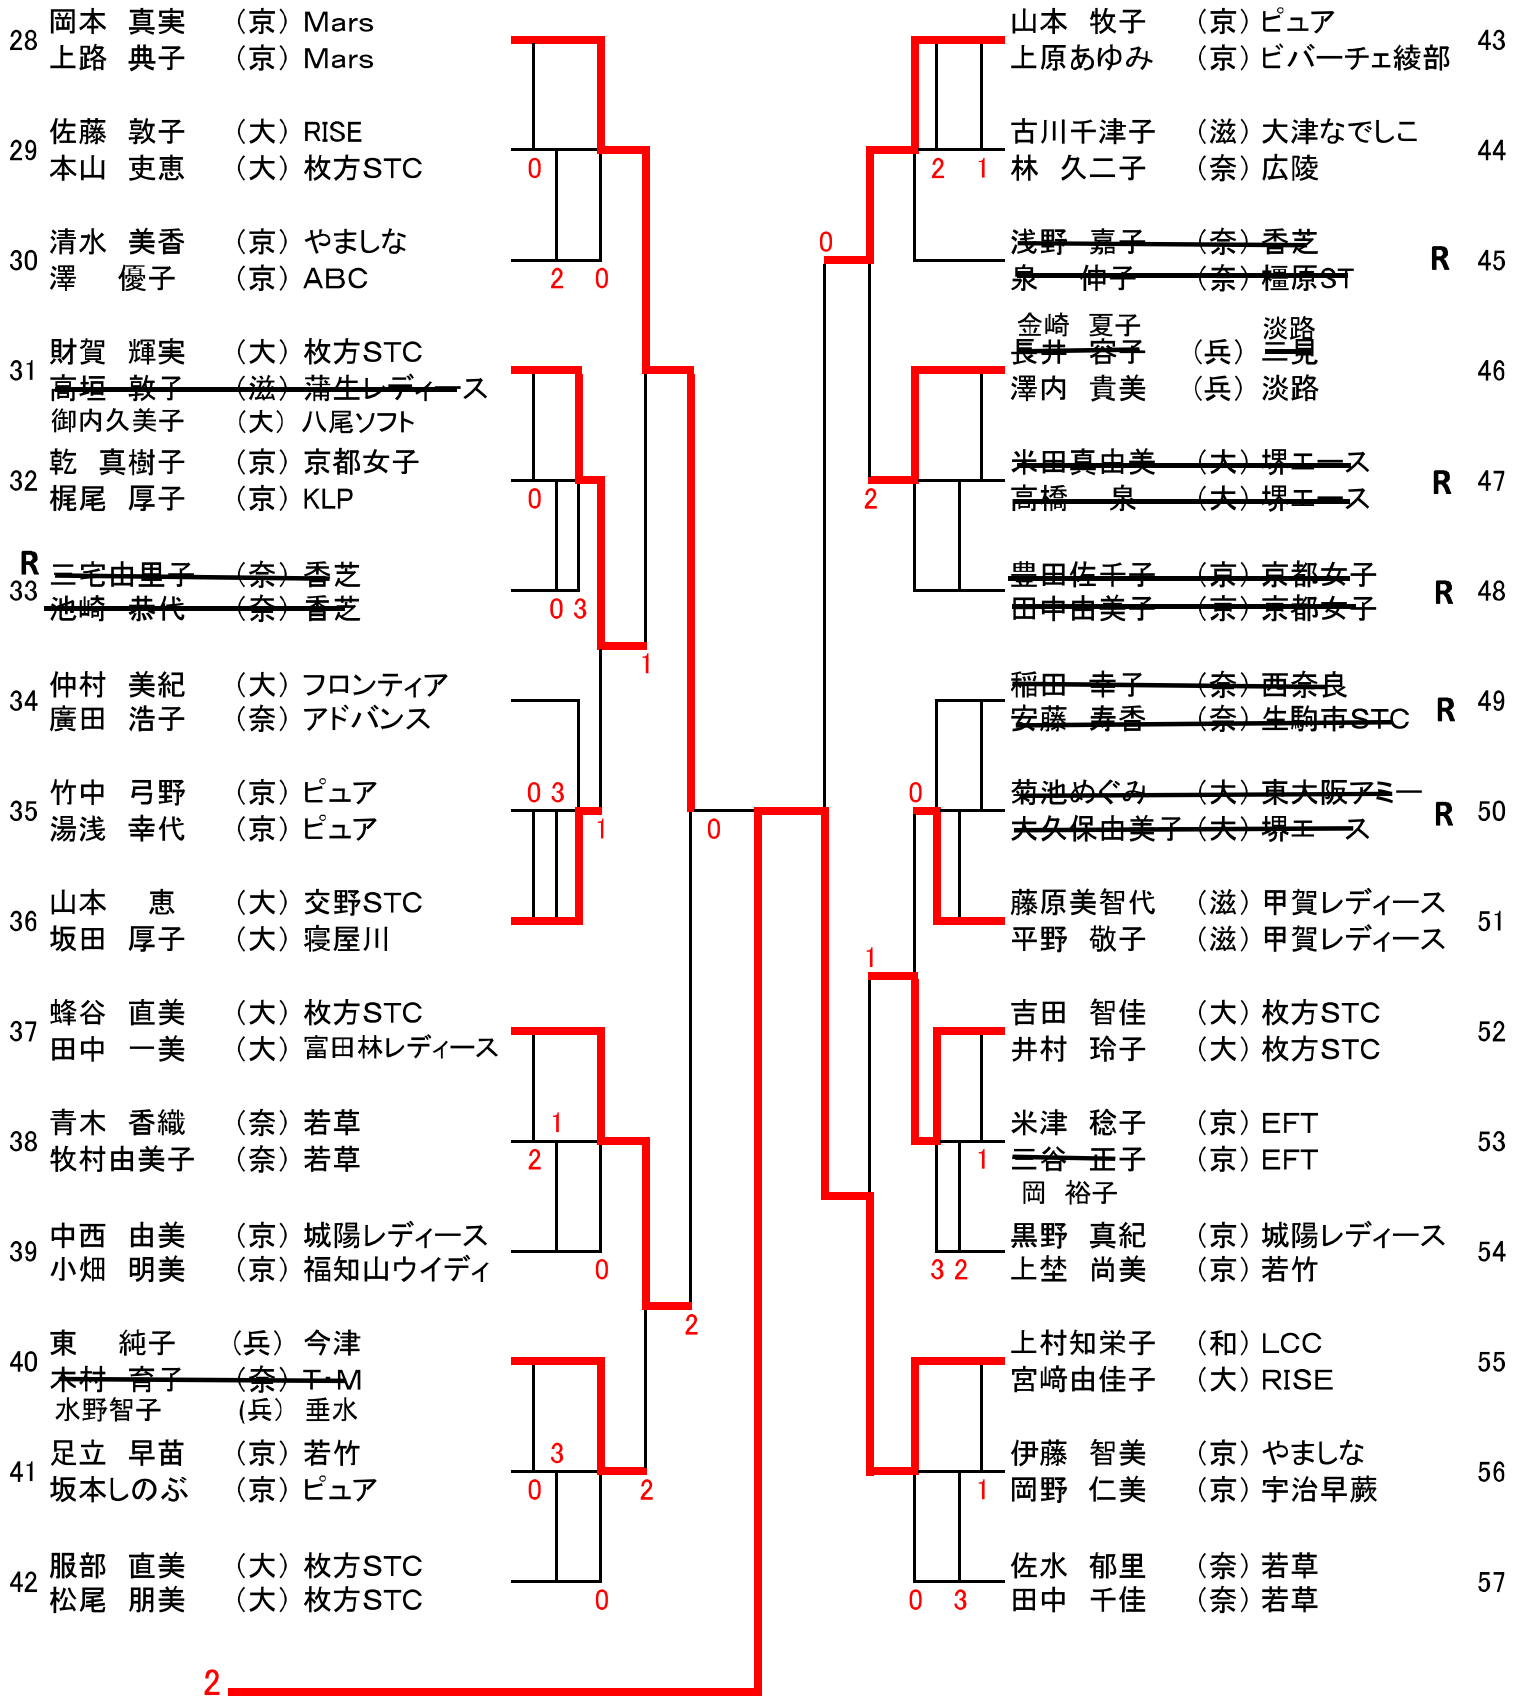 28 岡本 真実 （京） Mars
上路 典子 （京） Mars
29 佐藤 敦子 （大） RISE
本山 吏恵 （大） 枚方STC
0
30 清水 美香 （京） やましな
澤 優子 （京） ABC
2 0
31 財賀 輝実 （大） 枚方STC
高垣 敦子 （滋） 蒲生レディース
御内久美子 （大） 八尾ソフト
32 乾 真樹子 （京） 京都女子
梶尾 厚子 （京） KLP
0
R
33 三宅由里子 （奈） 香芝
池崎 恭代 （奈） 香芝
0 3
1
34 仲村 美紀 （大） フロンティア
廣田 浩子 （奈） アドバンス
35 竹中 弓野 （京） ピュア
湯浅 幸代 （京） ピュア
0 3
1
0
36 山本 恵 （大） 交野STC
坂田 厚子 （大） 寝屋川
37 蜂谷 直美 （大） 枚方STC
田中 一美 （大） 富田林レディース
38 青木 香織 （奈） 若草
牧村由美子 （奈） 若草
1
2
39 中西 由美 （京） 城陽レディース
小畑 明美 （京） 福知山ウイディ
0
2
40 東 純子 （兵） 今津
木村 育子 （奈） T・M
水野智子 （兵） 垂水
41 足立 早苗 （京） 若竹
坂本しのぶ （京） ピュア
3
0 2
42 服部 直美 （大） 枚方STC
松尾 朋美 （大） 枚方STC
0
2
山本 牧子 （京） ピュア 43
上原あゆみ （京） ビバーチェ綾部
古川千津子 （滋） 大津なでしこ 44
林 久二子 （奈） 広陵
2 1
浅野 嘉子 （奈） 香芝 R 45
泉 伸子 （奈） 橿原ST
0
金崎 夏子 淡路
長井 容子 （兵） 二見 46
澤内 貴美 （兵） 淡路
米田真由美 （大） 堺エース R 47
高橋 泉 （大） 堺エース
2
豊田佐千子 （京） 京都女子 R 48
田中由美子 （京） 京都女子
稲田 幸子 （奈） 西奈良 R 49
安藤 寿香 （奈） 生駒市STC
菊池めぐみ （大） 東大阪アミー R 50
大久保由美子 （大） 堺エース
0
藤原美智代 （滋） 甲賀レディース 51
平野 敬子 （滋） 甲賀レディース
1
吉田 智佳 （大） 枚方STC 52
井村 玲子 （大） 枚方STC
米津 稔子 （京） EFT 53
三谷 正子 （京） EFT
岡 裕子
1
黒野 真紀 （京） 城陽レディース 54
上埜 尚美 （京） 若竹
3 2
上村知栄子 （和） LCC 55
宮﨑由佳子 （大） RISE
伊藤 智美 （京） やましな 56
岡野 仁美 （京） 宇治早蕨
1
佐水 郁里 （奈） 若草 57
田中 千佳 （奈） 若草
0 3